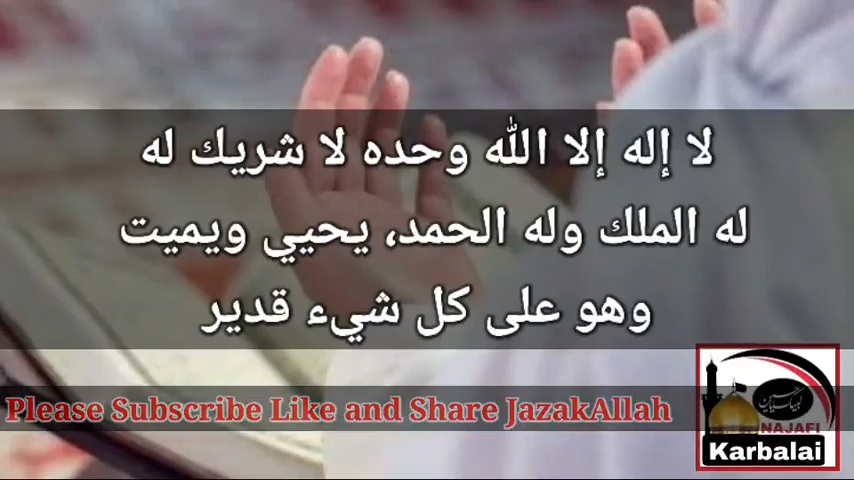 لا إله إلا الله وحده لا شريك له
له الملك وله الحمد، يحيي ويميت
وهو على كل شيء قدير
Please Subscribe Like and Share JazakAllah
NAJAFI
Karbalai